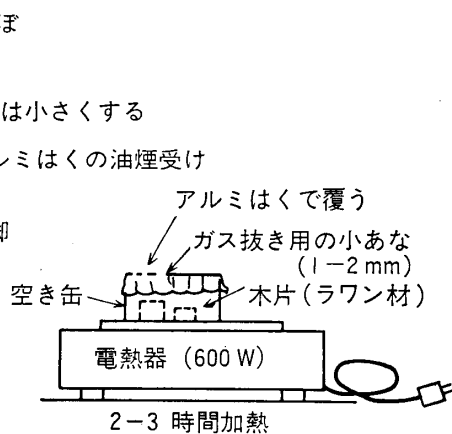 ぼ
は小さくする
ルミはくの油煙受け
アルミはくで覆う
ガス抜き用の小あな
(1-2 mm)
空き缶
木片(ラワン材)
電熱器 (600 W)
2-3 時間加熱